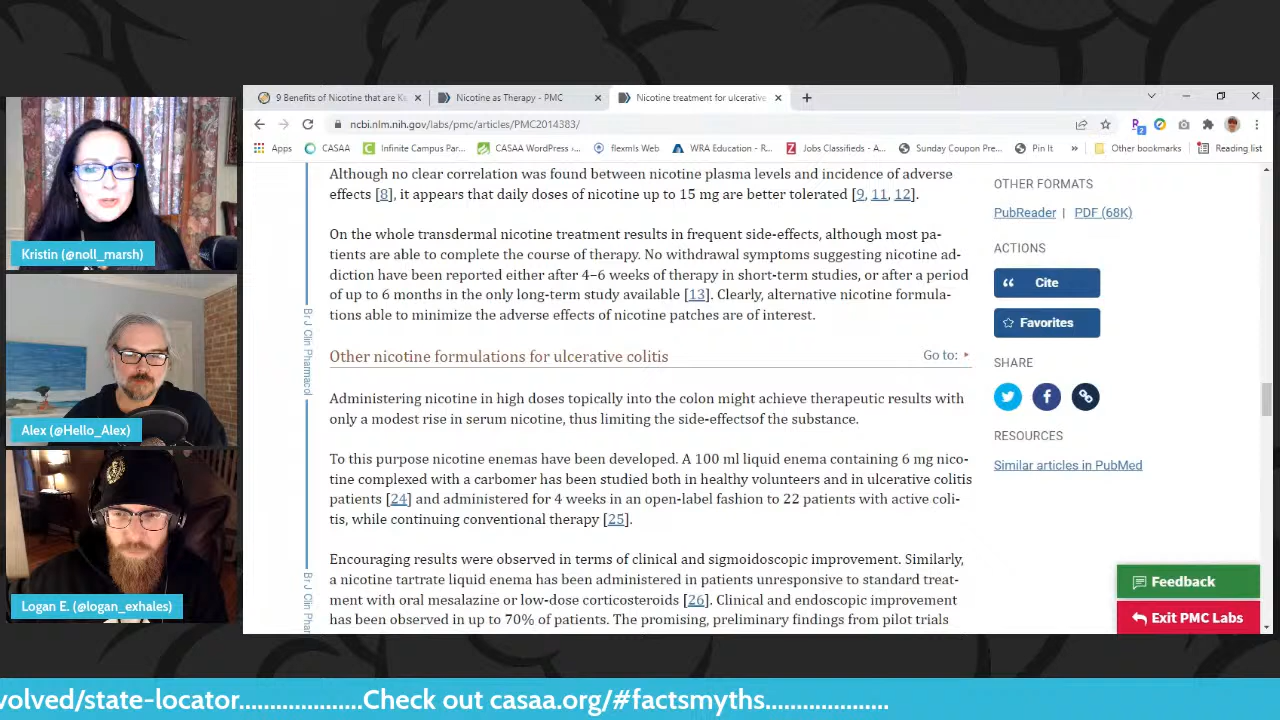 Kristin (@noll_marsh)
Alex (@Hello_Alex)
Logan E. (@logan_exhales)
9 Benefits of Nicotine that are K
Nicotine as Therapy - PMC
Nicotine treatment for ulcerative
ncbi.nlm.nih.gov/labs/pmc/articles/PMC2014383/
Apps CASAA Infinite Campus Par... CASAA WordPress ‹... flexmls Web WRA Education - R... Jobs Classifieds - A... Sunday Coupon Pre... Pin It » Other bookmarks Reading list
Although no clear correlation was found between nicotine plasma levels and incidence of adverse
effects [8], it appears that daily doses of nicotine up to 15 mg are better tolerated [9, 11, 12].
On the whole transdermal nicotine treatment results in frequent side-effects, although most pa-
tients are able to complete the course of therapy. No withdrawal symptoms suggesting nicotine ad-
diction have been reported either after 4–6 weeks of therapy in short-term studies, or after a period
of up to 6 months in the only long-term study available [13]. Clearly, alternative nicotine formula-
tions able to minimize the adverse effects of nicotine patches are of interest.
Other nicotine formulations for ulcerative colitis
Go to:
Administering nicotine in high doses topically into the colon might achieve therapeutic results with
only a modest rise in serum nicotine, thus limiting the side-effectsof the substance.
To this purpose nicotine enemas have been developed. A 100 ml liquid enema containing 6 mg nico-
tine complexed with a carbomer has been studied both in healthy volunteers and in ulcerative colitis
patients [24] and administered for 4 weeks in an open-label fashion to 22 patients with active coli-
tis, while continuing conventional therapy [25].
Encouraging results were observed in terms of clinical and sigmoidoscopic improvement. Similarly,
a nicotine tartrate liquid enema has been administered in patients unresponsive to standard treat-
ment with oral mesalazine or low-dose corticosteroids [26]. Clinical and endoscopic improvement
has been observed in up to 70% of patients. The promising, preliminary findings from pilot trials
Br J Clin Pharmacol
Br J Clin Phar
OTHER FORMATS
PubReader | PDF (68K)
ACTIONS
Cite
Favorites
SHARE
RESOURCES
Similar articles in PubMed
Feedback
Exit PMC Labs
volved/state-locator...................Check out casaa.org/#factsmyths...................